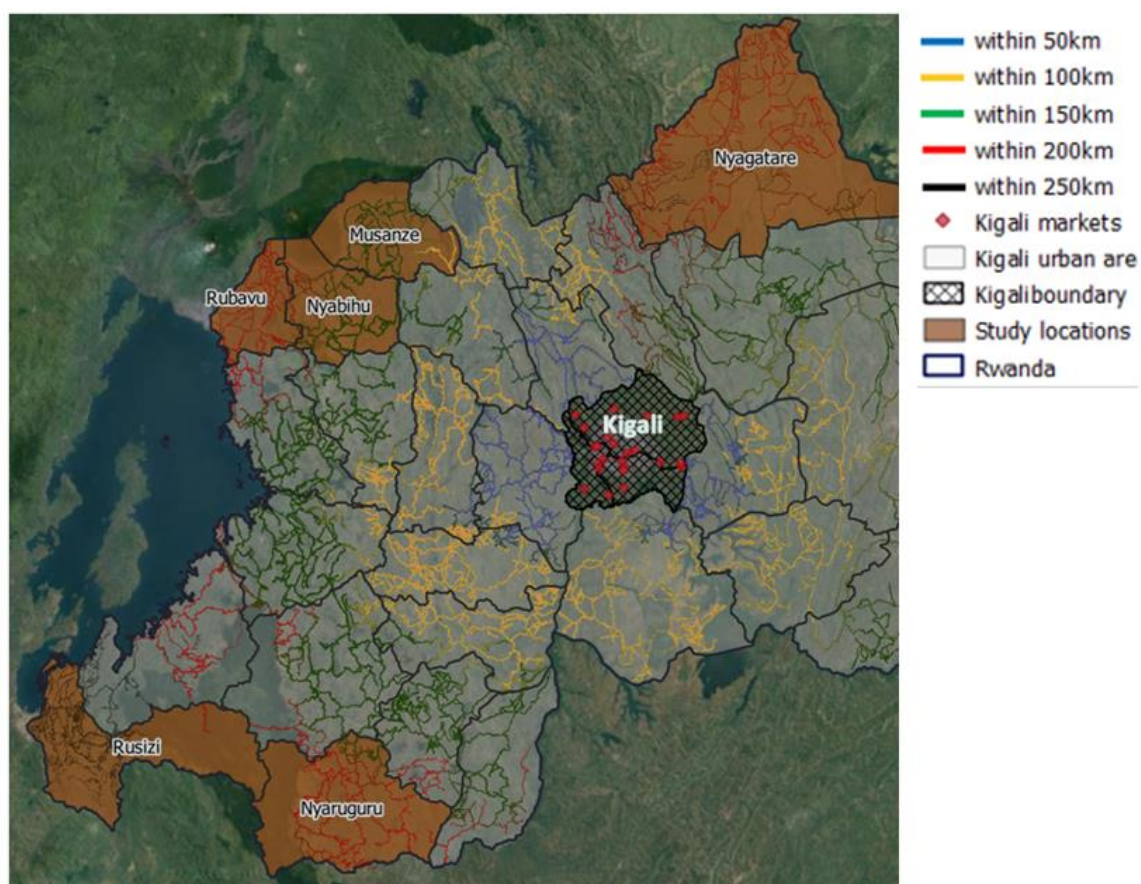 Nyagatare
Musanze
Rubavu
Nyabihu
Kigali
Rusizi
Nyaruguru
within 50km
within 100km
within 150km
within 200km
within 250km
Kigali markets
Kigali urban are
Kigaliboundary
Study locations
Rwanda